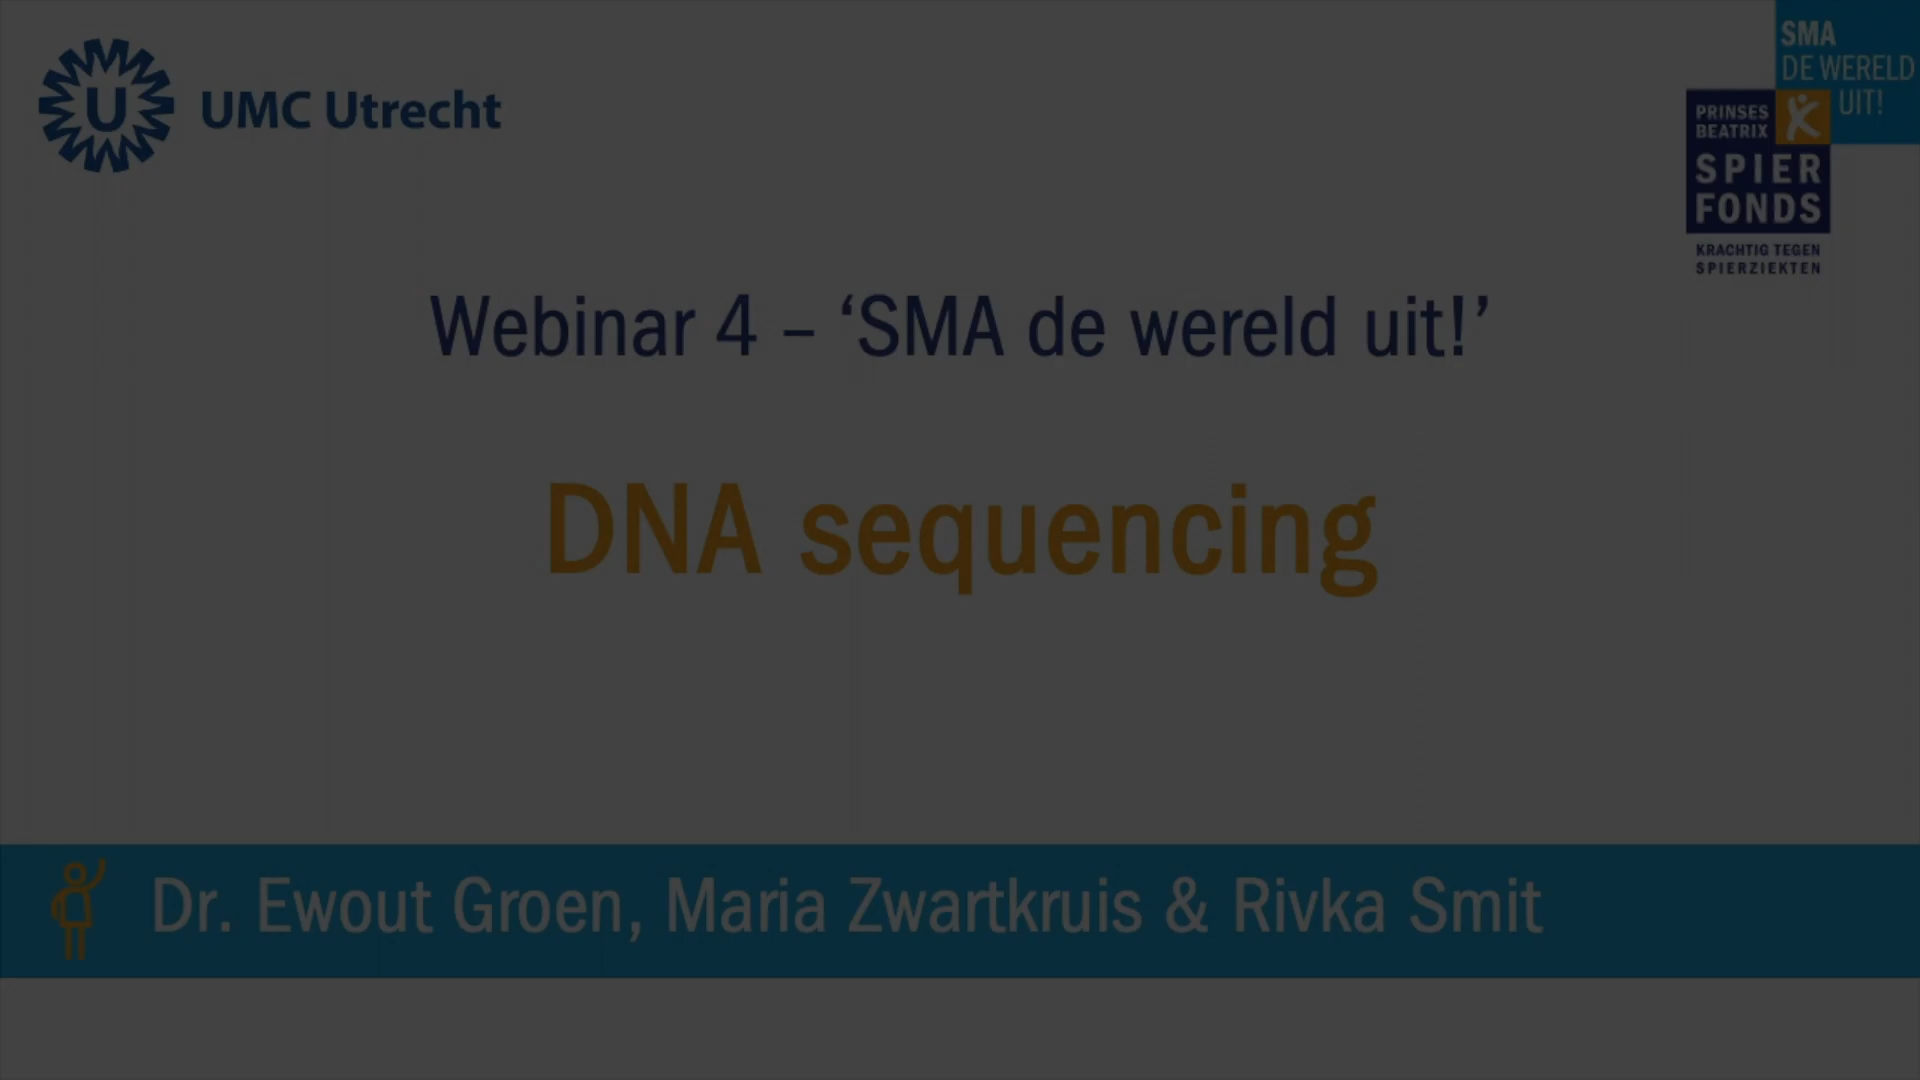 U
UMC Utrecht
SMA
DE WERELD
UIT!
PRINSES
BEATRIX
SPIER
FONDS
KRACHTIG TEGEN
SPIERZIEKTEN
Webinar 4 – ‘SMA de wereld uit!’
DNA sequencing
Dr. Ewout Groen, Maria Zwartkruis & Rivka Smit